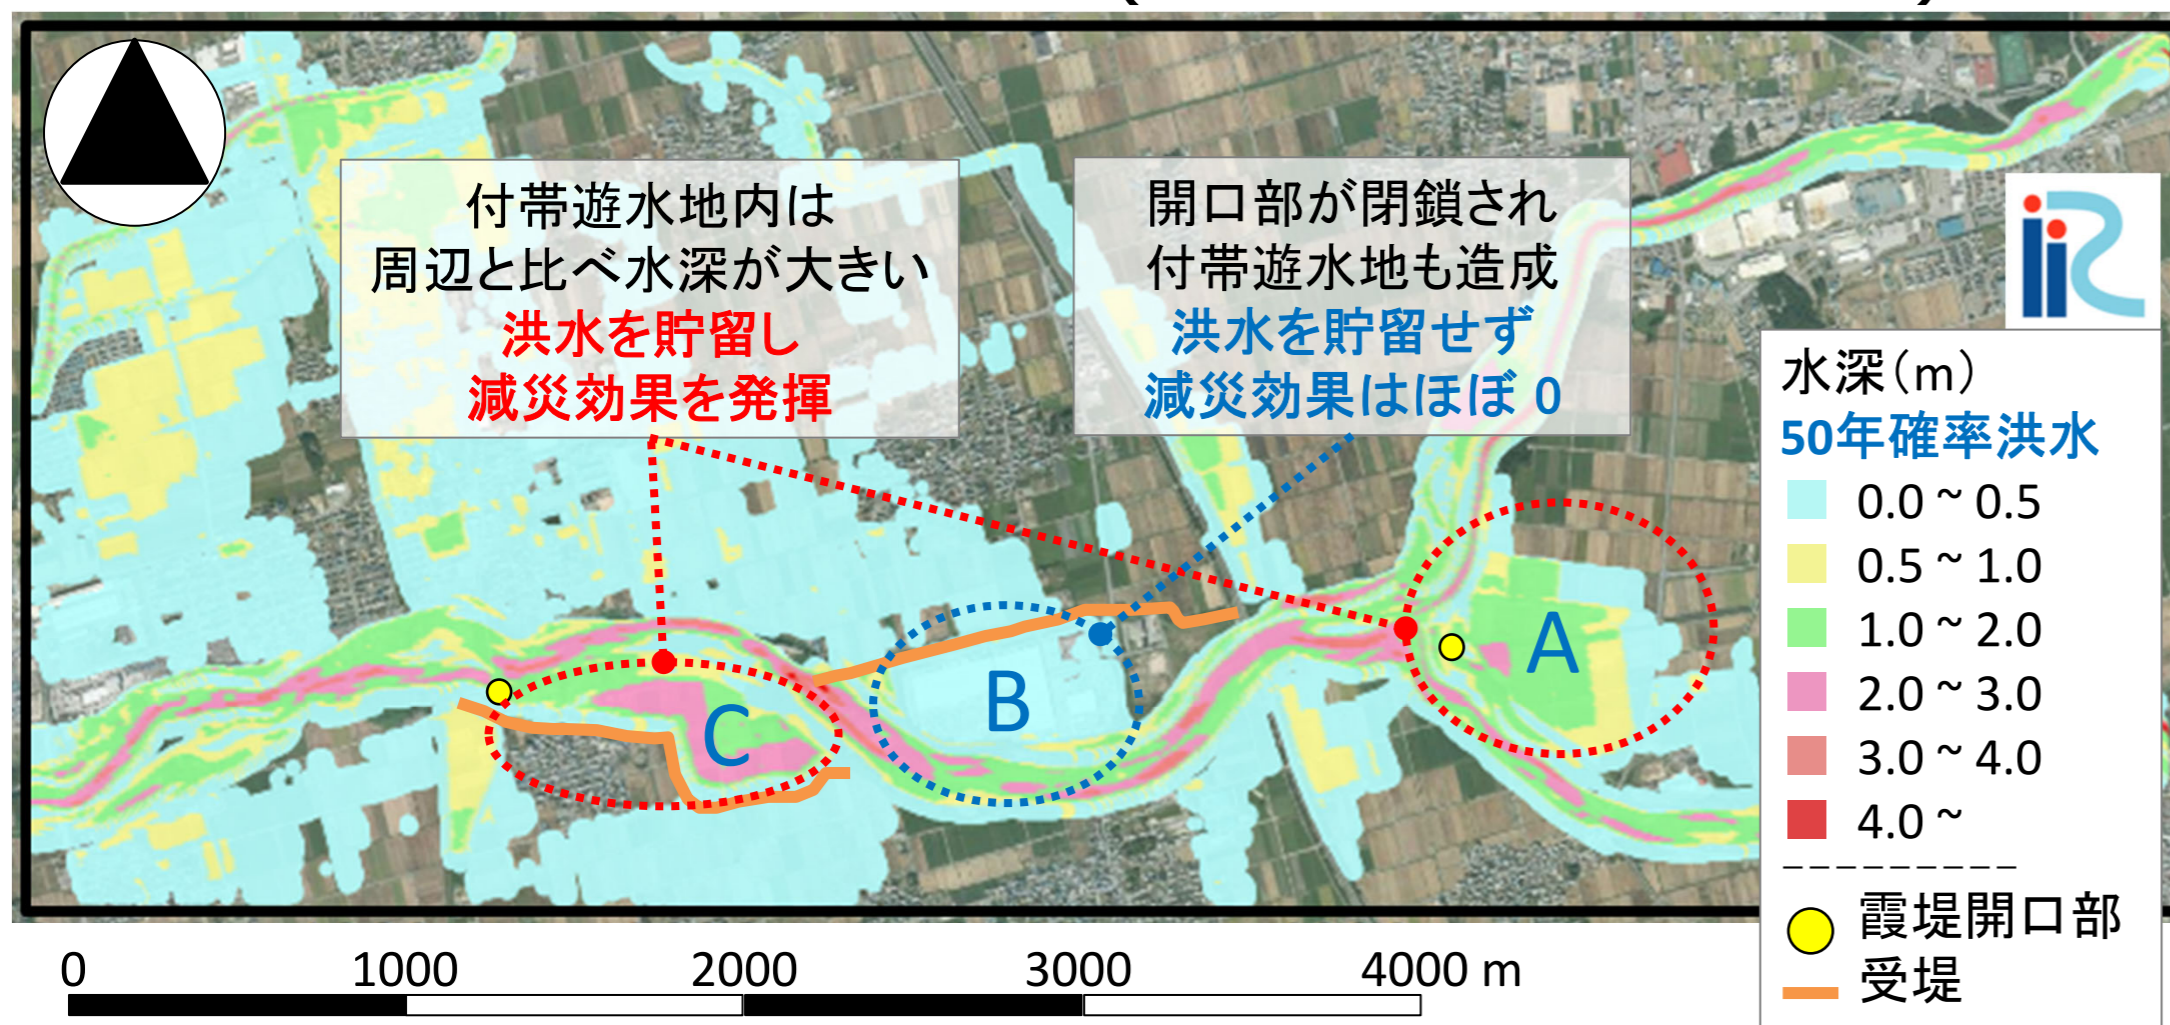 付帯遊水地内は
周辺と比べ水深が大きい
洪水を貯留し
減災効果を発揮
開口部が閉鎖され
付帯遊水地も造成
洪水を貯留せず
減災効果はほぼ 0
iiC
水深(m)
50年確率洪水
0.0 ~ 0.5
0.5 ~ 1.0
1.0 ~ 2.0
2.0 ~ 3.0
3.0 ~ 4.0
4.0 ~
霞堤開口部
受堤
A
B
C
0 1000 2000 3000 4000 m